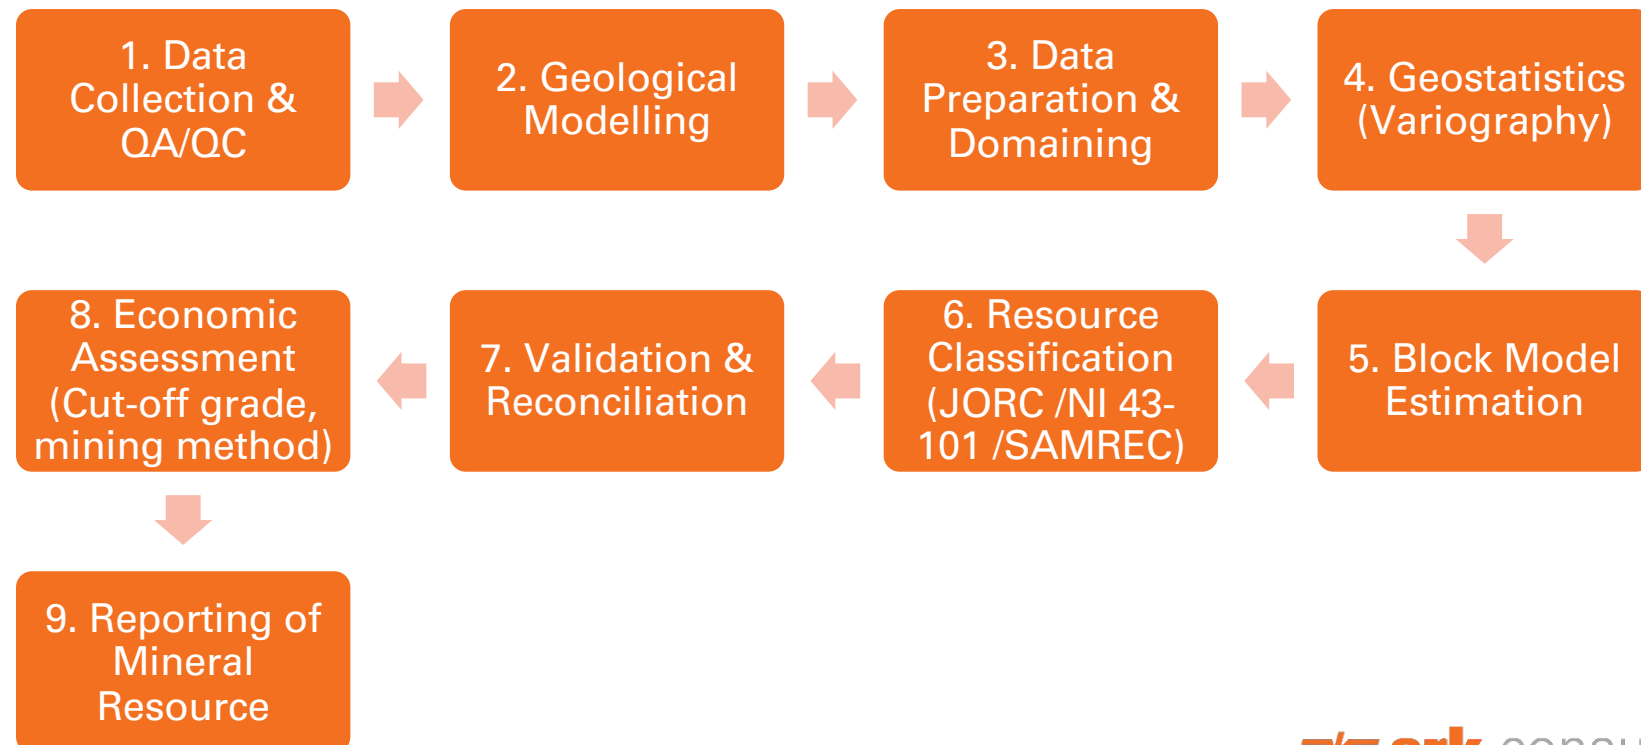 1. Data
Collection &
QA/QC
2. Geological
Modelling
3. Data
Preparation &
Domaining
4. Geostatistics
(Variography)
5. Block Model
Estimation
6. Resource
Classification
(JORC /NI 43-
101 /SAMREC)
7. Validation &
Reconciliation
8. Economic
Assessment
(Cut-off grade,
mining method)
9. Reporting of
Mineral
Resource
srk